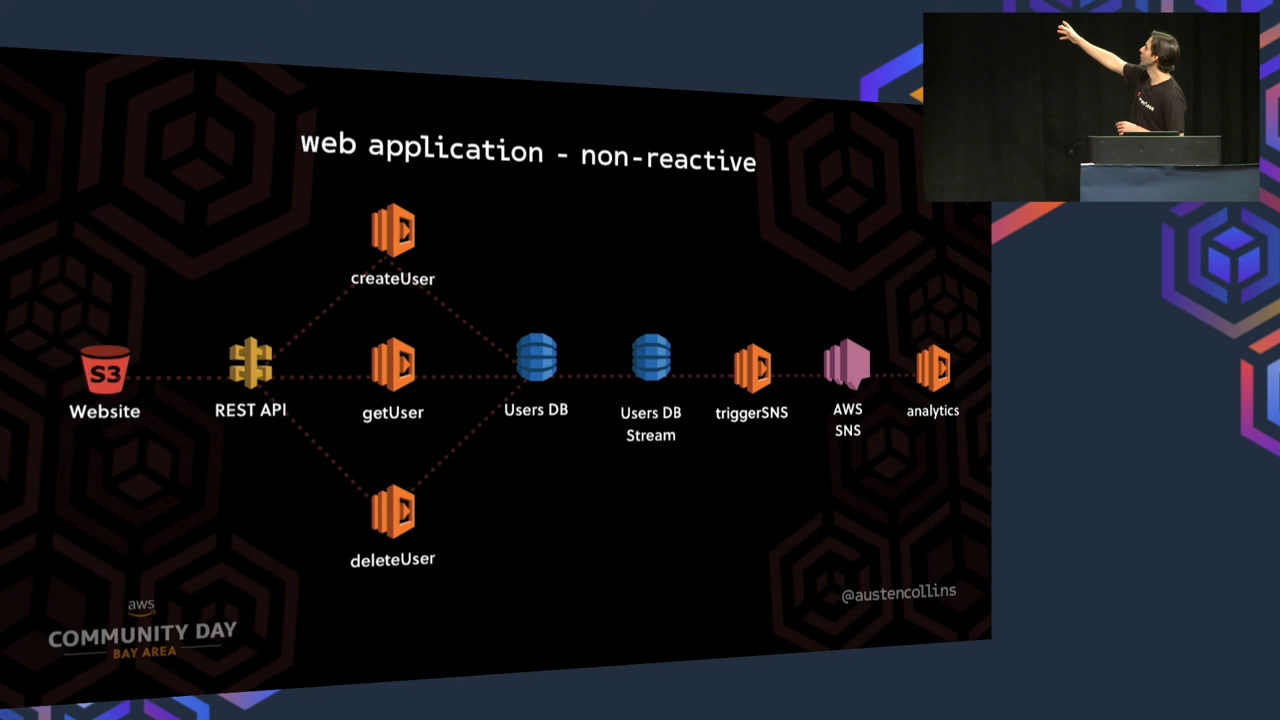 web application - non-reactive
createUser
S3
Website
REST API
getUser
Users DB
Users DB
Stream
triggerSNS
AWS
SNS
analytics
deleteUser
@austencollins
aws
COMMUNITY DAY
BAY AREA